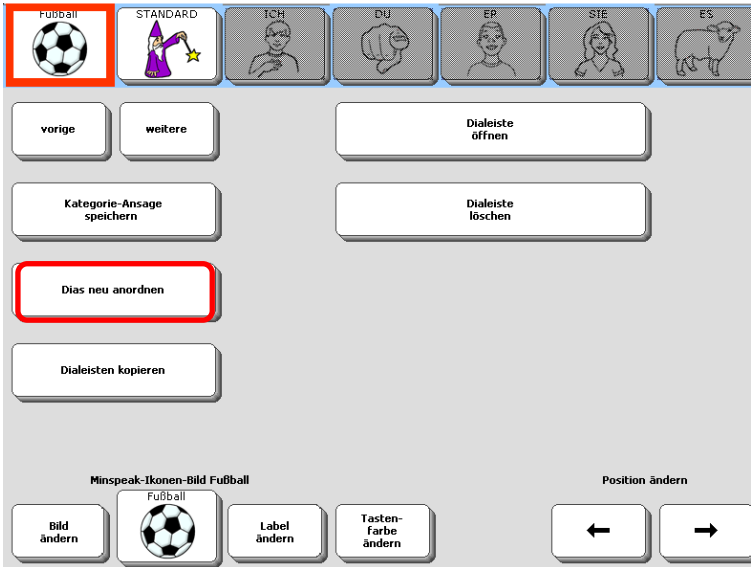 Fußball
STANDARD
ICH
DU
ER
SIE
ES
vorige
weitere
Dialeiste
öffnen
Kategorie-Ansage
speichern
Dialeiste
löschen
Dias neu anordnen
Dialeisten kopieren
Minspeak-Ikonen-Bild Fußball
Position ändern
Bild
ändern
Fußball
Label
ändern
Tasten-
farbe
ändern